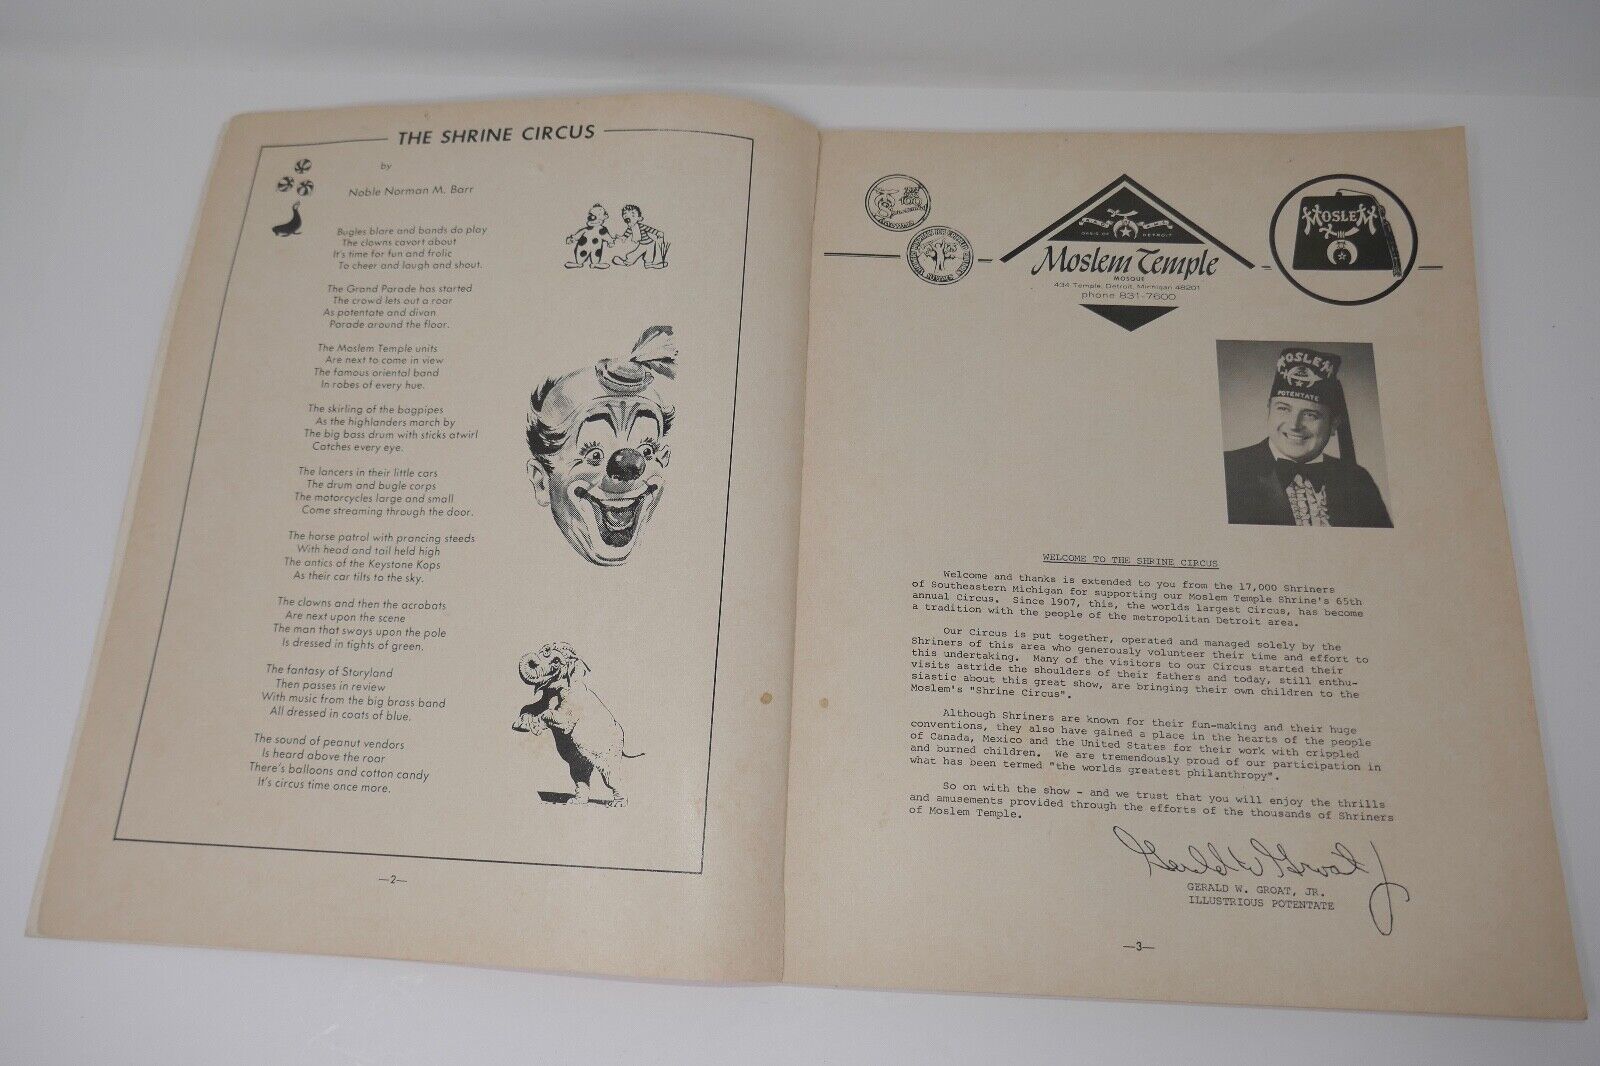 THE SHRINE CIRCUS
by
Noble Norman M. Barr
Bugles blare and bands do play
The clowns cavort about
It's time for fun and frolic
To cheer and laugh and shout.
The Grand Parade has started
The crowd lets out a roar
As potentate and divan
Parade around the floor.
The Moslem Temple units
Are next to come in view
The famous oriental band
In robes of every hue.
The skirling of the bagpipes
As the highlanders march by
The big bass drum with sticks atwirl
Catches every eye.
The lancers in their little cars
The drum and bugle corps
The motorcycles large and small
Come streaming through the door.
The horse patrol with prancing steeds
With head and tail held high
The antics of the Keystone Kops
As their car tilts to the sky.
The clowns and then the acrobats
Are next upon the scene
The man that sways upon the pole
Is dressed in tights of green.
The fantasy of Storyland
Then passes in review
With music from the big brass band
All dressed in coats of blue.
The sound of peanut vendors
Is heard above the roar
There's balloons and cotton candy
It's circus time once more.
—2—
OASIS OF DETROIT
Moslem Temple
MOSQUE
434 Temple, Detroit, Michigan 48201
phone 831-7600
MOSLEM
MOSLEM
POTENTATE
WELCOME TO THE SHRINE CIRCUS
Welcome and thanks is extended to you from the 17,000 Shriners
of Southeastern Michigan for supporting our Moslem Temple Shrine's 65th
annual Circus. Since 1907, this, the worlds largest Circus, has become
a tradition with the people of the metropolitan Detroit area.
Our Circus is put together, operated and managed solely by the
Shriners of this area who generously volunteer their time and effort to
this undertaking. Many of the visitors to our Circus started their
visits astride the shoulders of their fathers and today, still enthu-
siastic about this great show, are bringing their own children to the
Moslem's "Shrine Circus".
Although Shriners are known for their fun-making and their huge
conventions, they also have gained a place in the hearts of the people
of Canada, Mexico and the United States for their work with crippled
and burned children. We are tremendously proud of our participation in
what has been termed "the worlds greatest philanthropy".
So on with the show - and we trust that you will enjoy the thrills
and amusements provided through the efforts of the thousands of Shriners
of Moslem Temple.
Gerald W Groat Jr
GERALD W. GROAT, JR.
ILLUSTRIOUS POTENTATE
—3—